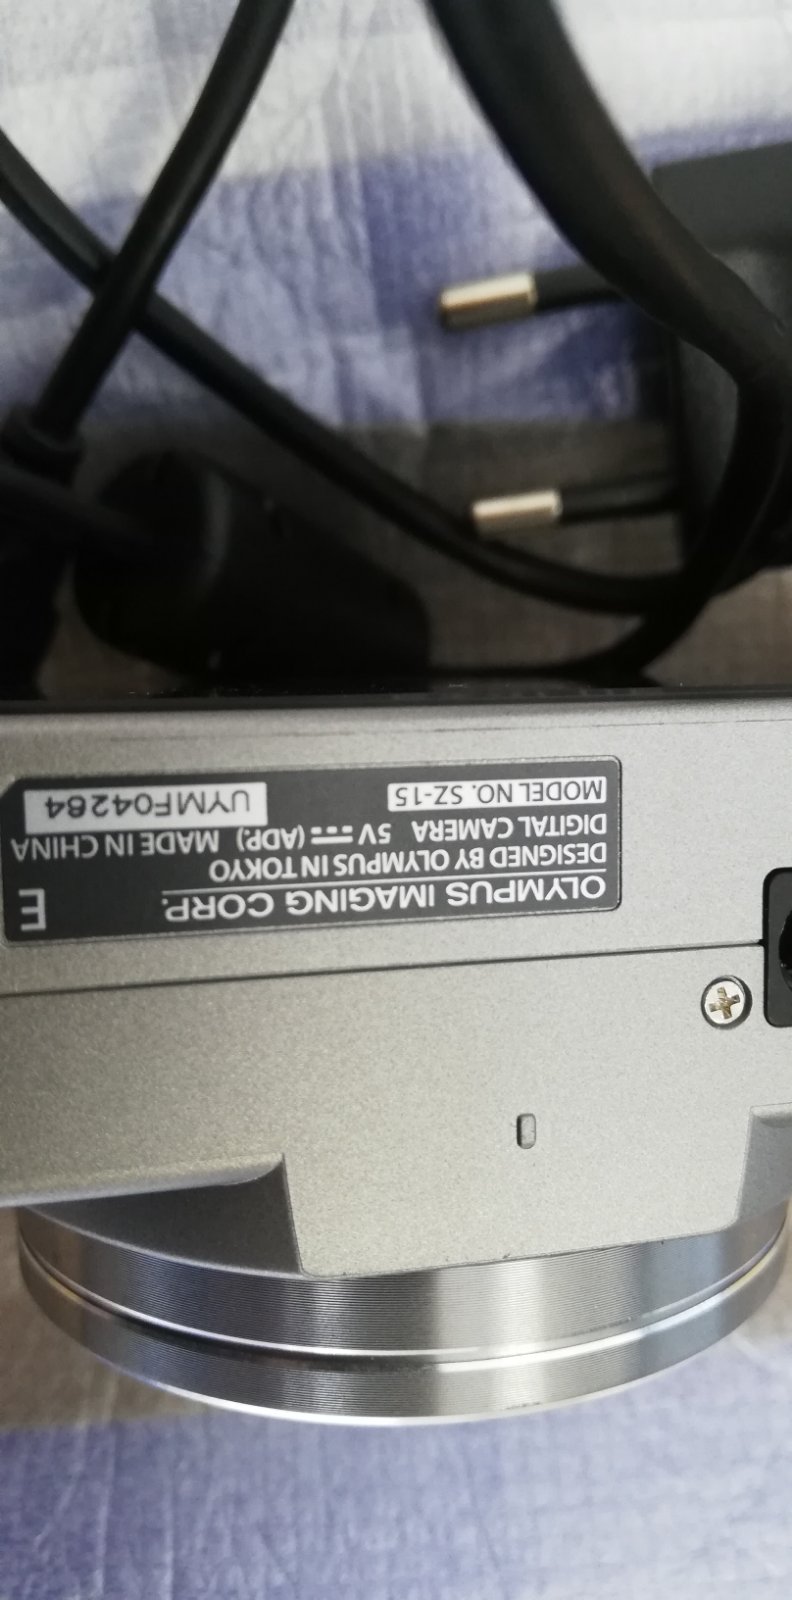 OLYMPUS IMAGING CORP. E
DESIGNED BY OLYMPUS IN TOKYO
DIGITAL CAMERA 5V ⎓ (ADP.) MADE IN CHINA
MODEL NO. SZ-15 UYMF04264